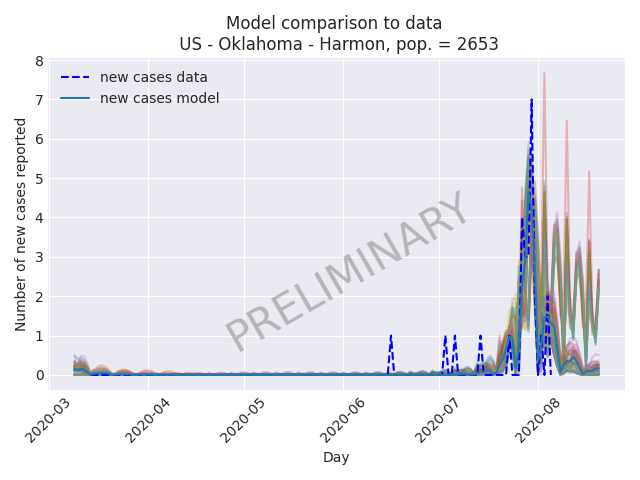 Model comparison to data
US - Oklahoma - Harmon, pop. = 2653
8
7
6
5
4
3
2
1
0
Number of new cases reported
new cases data
new cases model
PRELIMINARY
2020-03
2020-04
2020-05
2020-06
2020-07
2020-08
Day